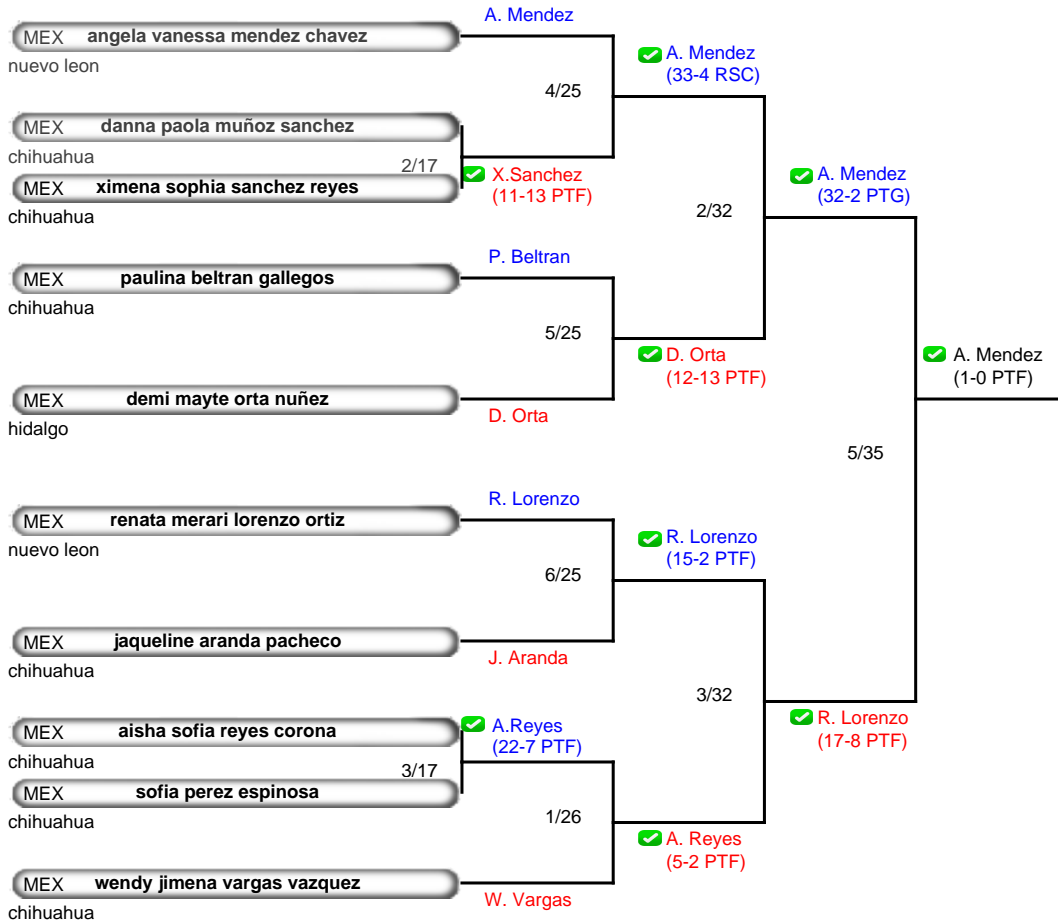 A. Mendez
MEX angela vanessa mendez chavez
nuevo leon
A. Mendez
(33-4 RSC)
4/25
MEX danna paola muñoz sanchez
chihuahua
2/17
X.Sanchez
(11-13 PTF)
MEX ximena sophia sanchez reyes
chihuahua
A. Mendez
(32-2 PTG)
2/32
P. Beltran
MEX paulina beltran gallegos
chihuahua
5/25
D. Orta
(12-13 PTF)
A. Mendez
(1-0 PTF)
MEX demi mayte orta nuñez
hidalgo
D. Orta
5/35
R. Lorenzo
MEX renata merari lorenzo ortiz
nuevo leon
R. Lorenzo
(15-2 PTF)
6/25
MEX jaqueline aranda pacheco
chihuahua
J. Aranda
3/32
R. Lorenzo
(17-8 PTF)
MEX aisha sofia reyes corona
chihuahua
A.Reyes
(22-7 PTF)
3/17
MEX sofia perez espinosa
chihuahua
1/26
A. Reyes
(5-2 PTF)
MEX wendy jimena vargas vazquez
chihuahua
W. Vargas